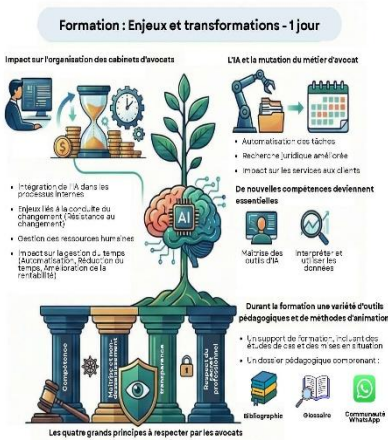 Formation : Enjeux et transformations - 1 jour
Impact sur l'organisation des cabinets d'avocats
• Intégration de l'IA dans les
processus internes
• Enjeux liés à la conduite du
changement (Résistance au
changement)
• Gestion des ressources humaines
• Impact sur la gestion du temps
(Automatisation, Réduction du
temps, Amélioration de la
rentabilité)
AI
L'IA et la mutation du métier d'avocat
• Automatisation des tâches
• Recherche juridique améliorée
• Impact sur les services aux clients
De nouvelles compétences deviennent
essentielles
Maîtrise des
outils d'IA
Interpréter et
utiliser les
données
Durant la formation une variété d'outils
pédagogiques et de méthodes d'animation
• Un support de formation, incluant des
études de cas et des mises en situation
• Un dossier pédagogique comprenant :
Bibliographie
Glossaire
Communauté
WhatsApp
Compétence
Maîtrise et non-
dessaisissement
transparence
Respect du
secret
professionnel
Les quatre grands principes à respecter par les avocats